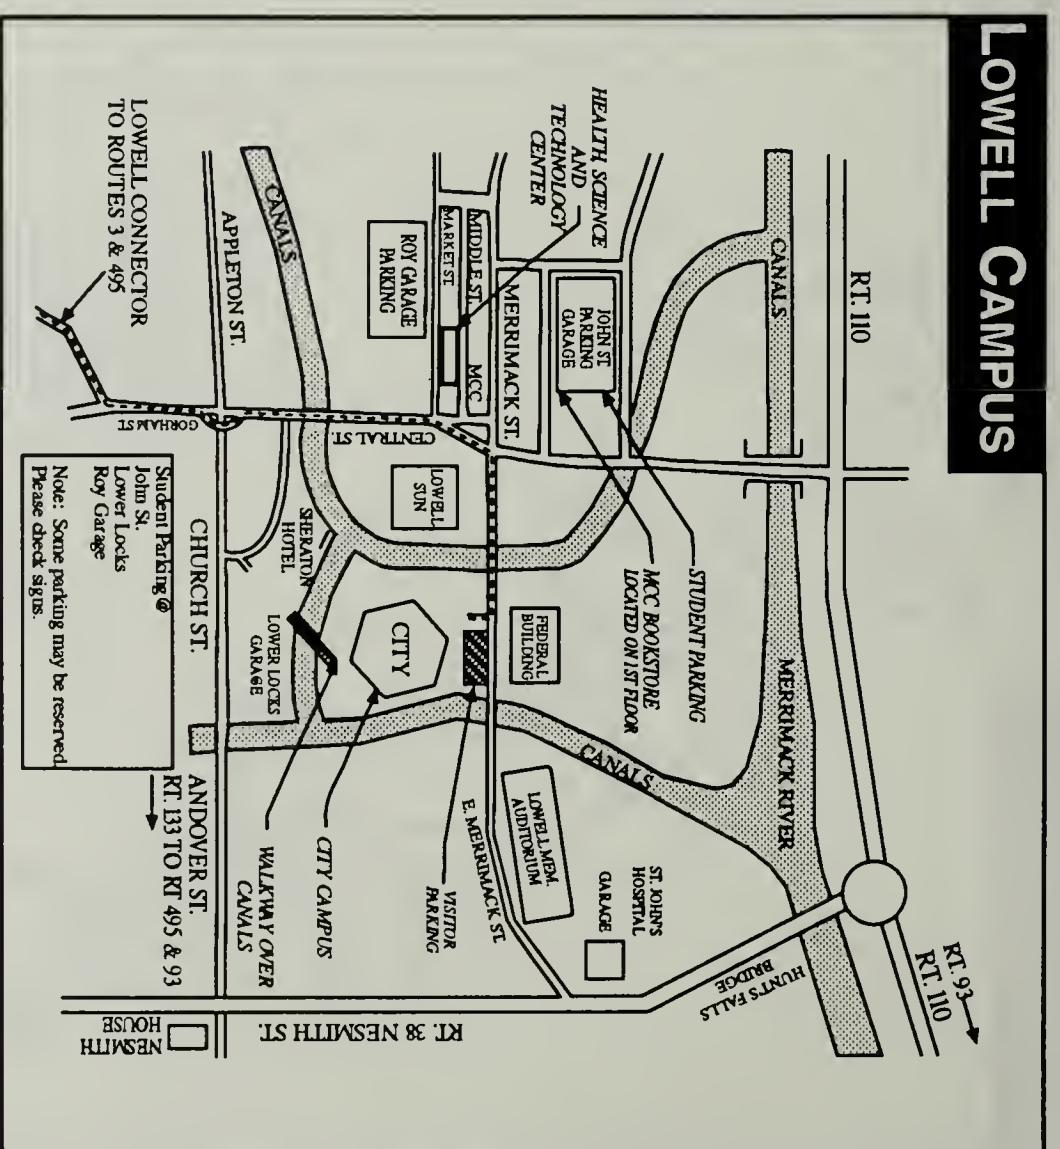 LOWELL CAMPUS
RT. 110
RT. 93
RT. 110
CANALS
MERRIMACK RIVER
HUNT'S FALLS
BRIDGE
STUDENT PARKING
MCC BOOKSTORE
LOCATED ON 1ST FLOOR
JOHN ST
PARKING
GARAGE
HEALTH, SCIENCE
AND
TECHNOLOGY
CENTER
MERRIMACK ST.
MIDDLE ST.
MCC
MARKET ST
ROY GARAGE
PARKING
FEDERAL
BUILDING
CANALS
ST. JOHN'S
HOSPITAL
GARAGE
LOWELL MEM.
AUDITORIUM
E. MERRIMACK ST.
CENTRAL ST.
LOWELL
SUN
CITY
VISITOR
PARKING
CITY CAMPUS
WALKWAY OVER
CANALS
CANALS
SHERATON
HOTEL
LOWER LOCKS
GARAGE
APPLETON ST.
GORHAM ST.
CHURCH ST.
ANDOVER ST.
RT. 133 TO RT 495 & 93
RT. 38 NESMITH ST.
NESMITH
HOUSE
LOWELL CONNECTOR
TO ROUTES 3 & 495
Student Parking @
John St.
Lower Locks
Roy Garage
Note: Some parking may be reserved.
Please check signs.